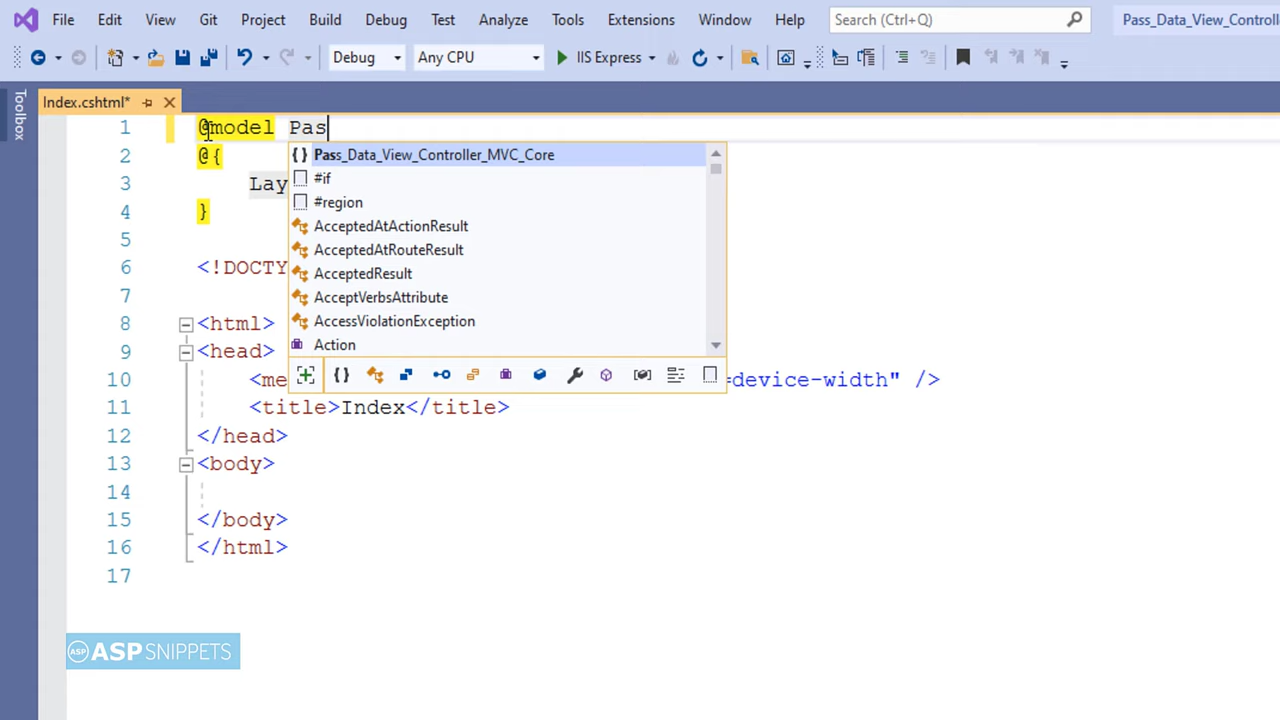 File Edit View Git Project Build Debug Test Analyze Tools Extensions Window Help Search (Ctrl+Q) Pass_Data_View_Controll
Debug Any CPU IIS Express
Toolbox
Index.cshtml*
1 @model Pas
2 @{
3 Lay
4 }
5
6 <!DOCTY
7
8 <html>
9 <head>
10 <me =device-width" />
11 <title>Index</title>
12 </head>
13 <body>
14
15 </body>
16 </html>
17
{} Pass_Data_View_Controller_MVC_Core
#if
#region
AcceptedAtActionResult
AcceptedAtRouteResult
AcceptedResult
AcceptVerbsAttribute
AccessViolationException
Action
ASP ASPSNIPPETS